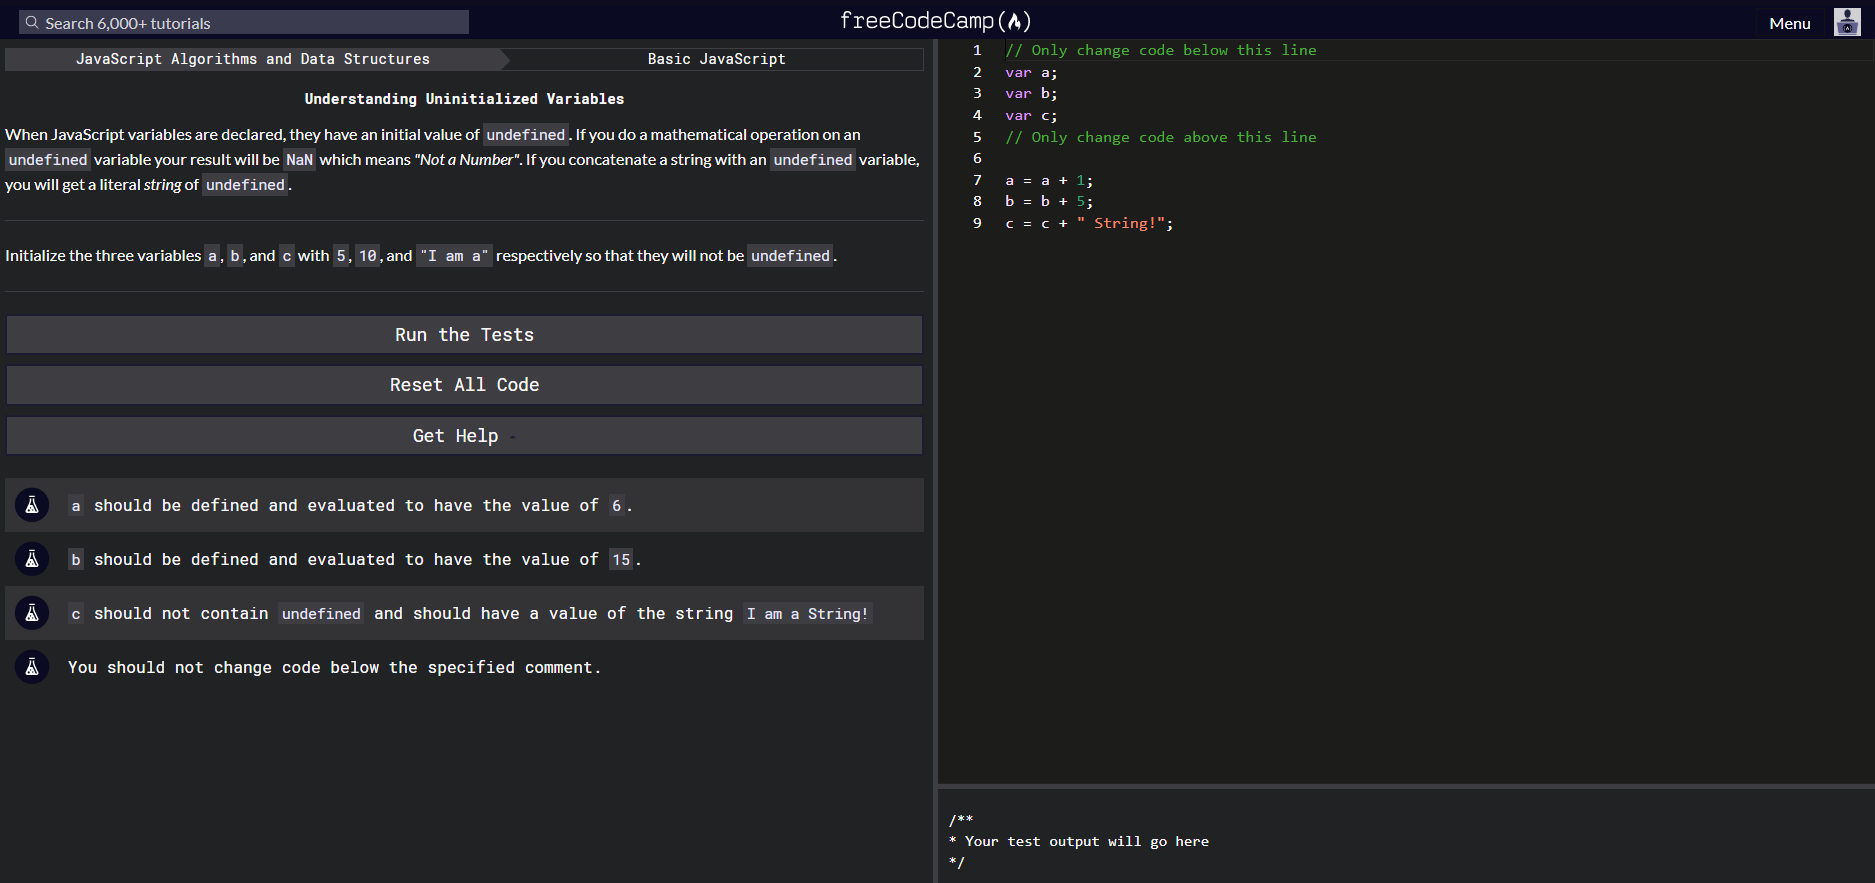 Search 6,000+ tutorials
freeCodeCamp
Menu
JavaScript Algorithms and Data Structures
Basic JavaScript
Understanding Uninitialized Variables
When JavaScript variables are declared, they have an initial value of undefined. If you do a mathematical operation on an
undefined variable your result will be NaN which means "Not a Number". If you concatenate a string with an undefined variable,
you will get a literal string of undefined.
Initialize the three variables a, b, and c with 5, 10, and "I am a" respectively so that they will not be undefined.
Run the Tests
Reset All Code
Get Help
a should be defined and evaluated to have the value of 6.
b should be defined and evaluated to have the value of 15.
c should not contain undefined and should have a value of the string I am a String!
You should not change code below the specified comment.
1 // Only change code below this line
2 var a;
3 var b;
4 var c;
5 // Only change code above this line
6
7 a = a + 1;
8 b = b + 5;
9 c = c + " String!";
/**
* Your test output will go here
*/